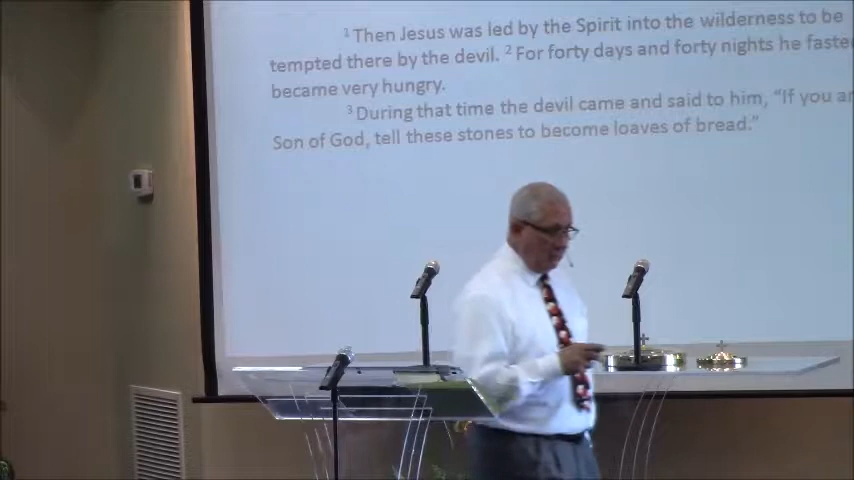 1 Then Jesus was led by the Spirit into the wilderness to be
tempted there by the devil. 2 For forty days and forty nights he
became very hungry.
3 During that time the devil came and said to him, “If you
Son of God, tell these stones to become loaves of bread.”